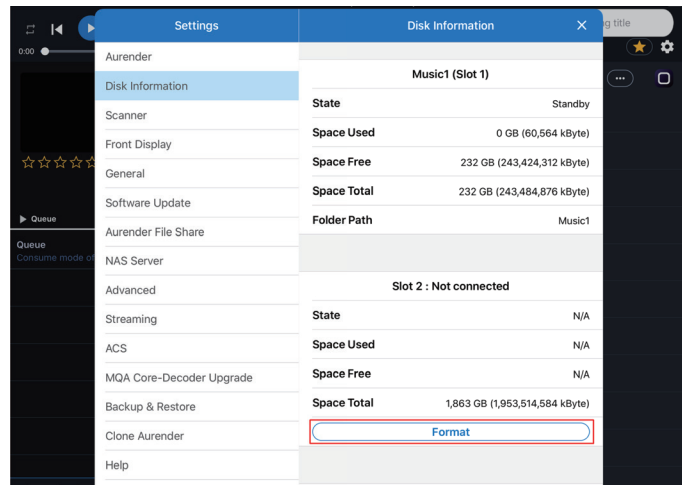 Settings
Disk Information
g title
0:00
Aurender
Disk Information
Scanner
Front Display
General
Software Update
Aurender File Share
NAS Server
Advanced
Streaming
ACS
MQA Core-Decoder Upgrade
Backup & Restore
Clone Aurender
Help
Queue
Queue
Consume mode of
Music1 (Slot 1)
State Standby
Space Used 0 GB (60,564 kByte)
Space Free 232 GB (243,424,312 kByte)
Space Total 232 GB (243,484,876 kByte)
Folder Path Music1
Slot 2 : Not connected
State N/A
Space Used N/A
Space Free N/A
Space Total 1,863 GB (1,953,514,584 kByte)
Format